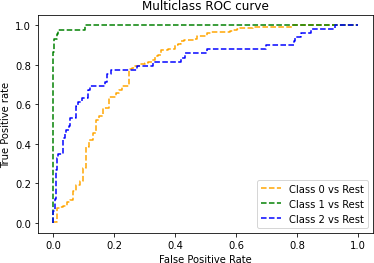 Multiclass ROC curve
True Positive rate
1.0
0.8
0.6
0.4
0.2
0.0
Class 0 vs Rest
Class 1 vs Rest
Class 2 vs Rest
0.0 0.2 0.4 0.6 0.8 1.0
False Positive Rate